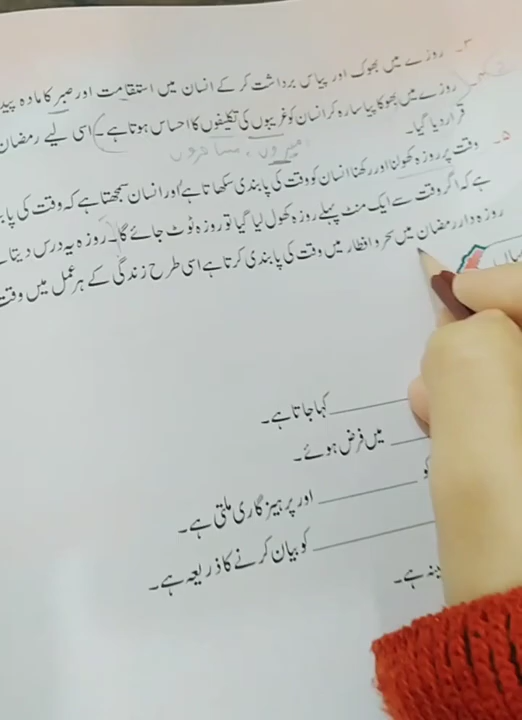 ۳۔ روزے میں بھوک اور پیاس برداشت کر کے انسان میں استقامت اور صبر کا مادہ
روزے میں بھوکا پیاسا رہ کر انسان کو غریبوں کی تکلیفوں کا احساس ہوتا ہے۔ اسی لیے رمضان
قرار دیا گیا۔
۵۔ وقت پر روزہ کھولنا اور رکھنا انسان کو وقت کی پابندی سکھاتا ہے اور انسان سمجھتا ہے کہ وقت کی
ہے کہ اگر وقت سے ایک منٹ پہلے روزہ کھول لیا گیا تو روزہ ٹوٹ جائے گا۔ روزہ یہ درس دیتا
روزہ دار رمضان میں سحر و افطار میں وقت کی پابندی کرتا ہے اسی طرح زندگی کے ہر عمل میں وقت
کہا جاتا ہے۔
میں فرض ہوئے۔
کو ________ اور پرہیزگاری ملتی ہے۔
________ کو بیان کرنے کا ذریعہ ہے۔